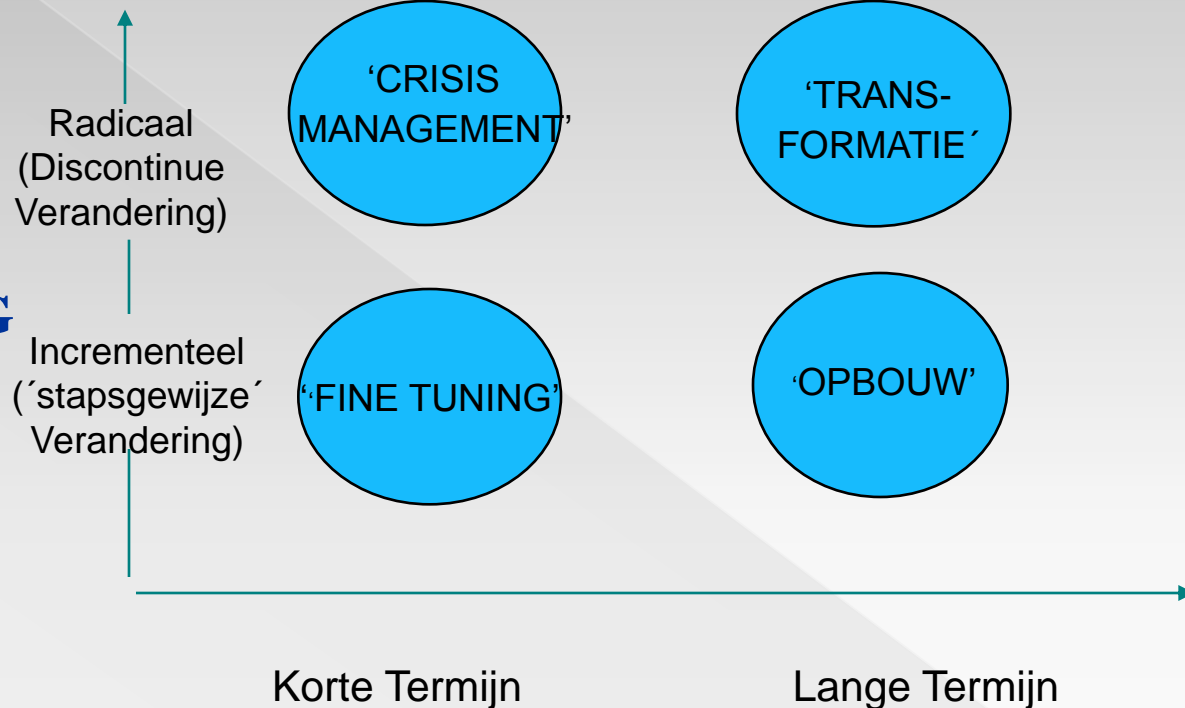 ‘CRISIS
MANAGEMENT’
‘TRANS-
FORMATIE´
Radicaal
(Discontinue
Verandering)
G
Incrementeel
(´stapsgewijze´
Verandering)
‘‘FINE TUNING’
‘OPBOUW’
Korte Termijn
Lange Termijn